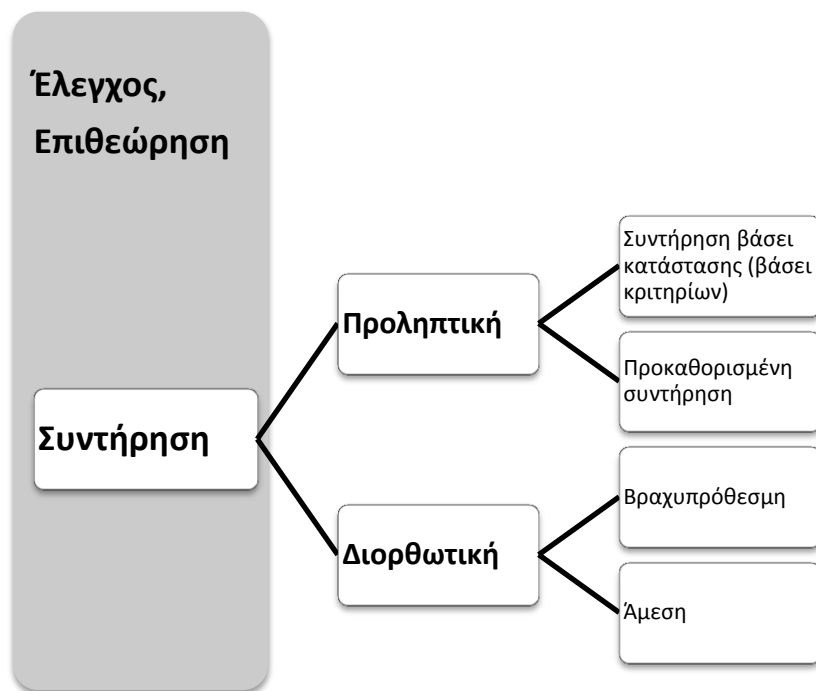 Έλεγχος,
Επιθεώρηση
Συντήρηση
Προληπτική
Συντήρηση βάσει
κατάστασης (βάσει
κριτηρίων)
Προκαθορισμένη
συντήρηση
Διορθωτική
Βραχυπρόθεσμη
Άμεση